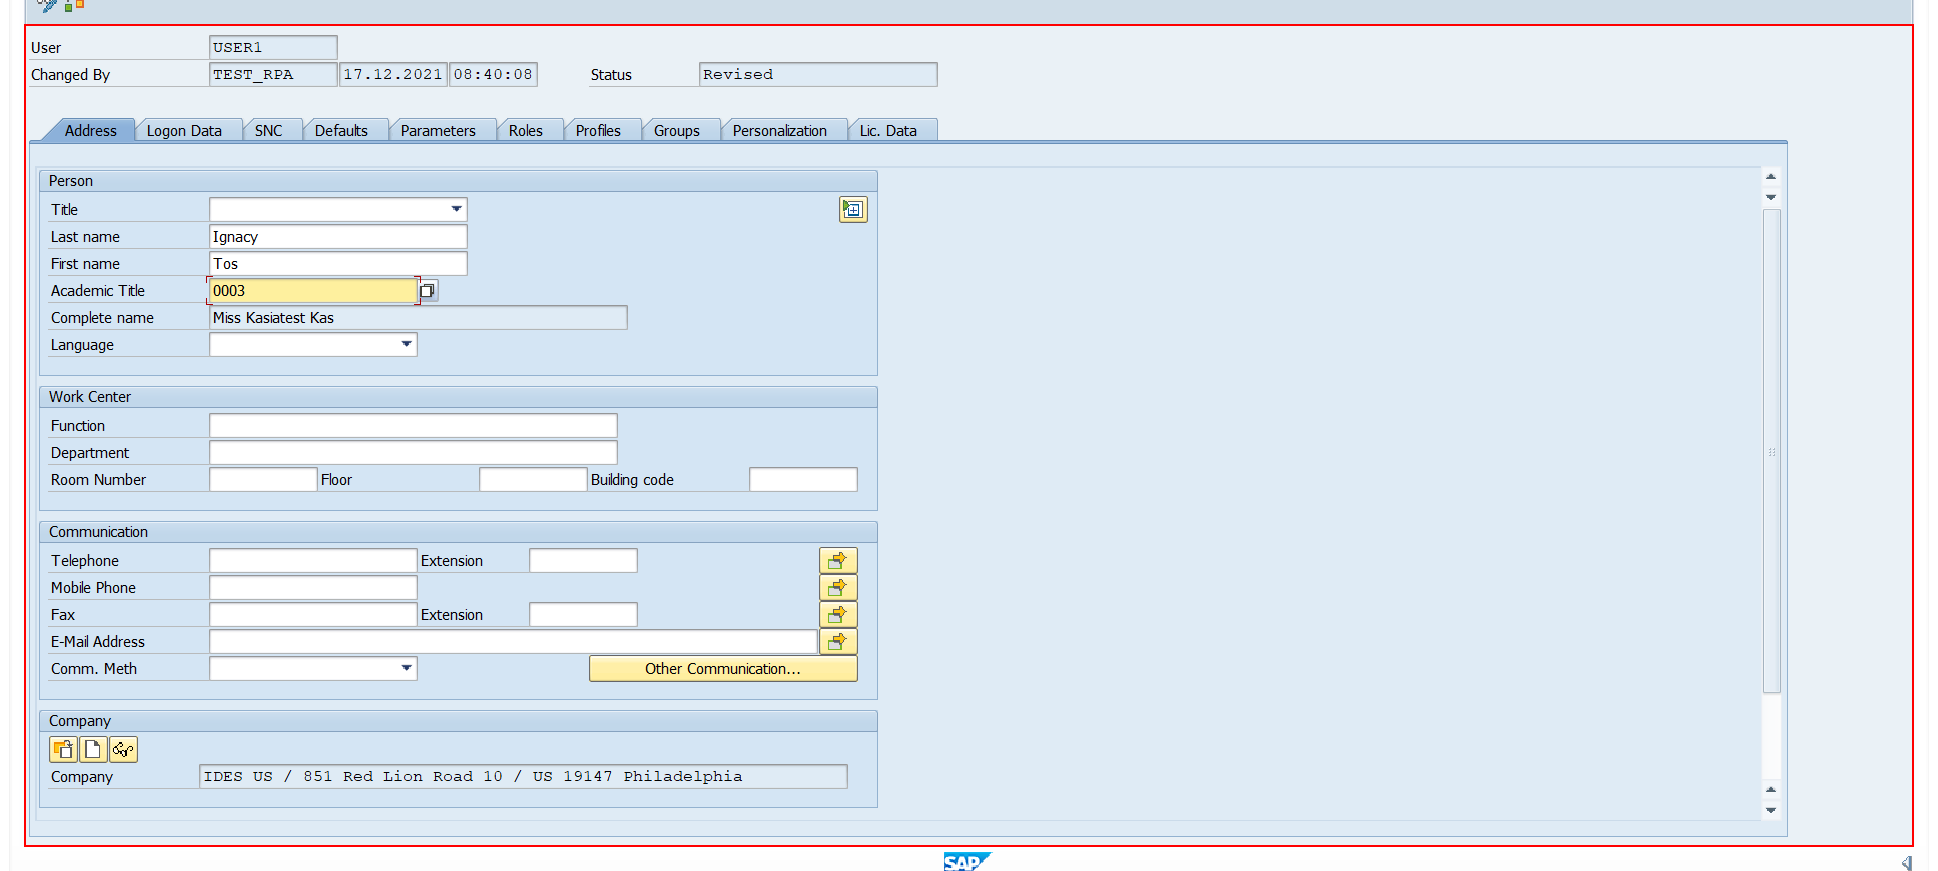 User USER1
Changed By TEST_RPA 17.12.2021 08:40:08 Status Revised
Address Logon Data SNC Defaults Parameters Roles Profiles Groups Personalization Lic. Data
Person
Title
Last name Ignacy
First name Tos
Academic Title 0003
Complete name Miss Kasiatest Kas
Language
Work Center
Function
Department
Room Number Floor Building code
Communication
Telephone Extension
Mobile Phone
Fax Extension
E-Mail Address
Comm. Meth Other Communication...
Company
Company IDES US / 851 Red Lion Road 10 / US 19147 Philadelphia
SAP